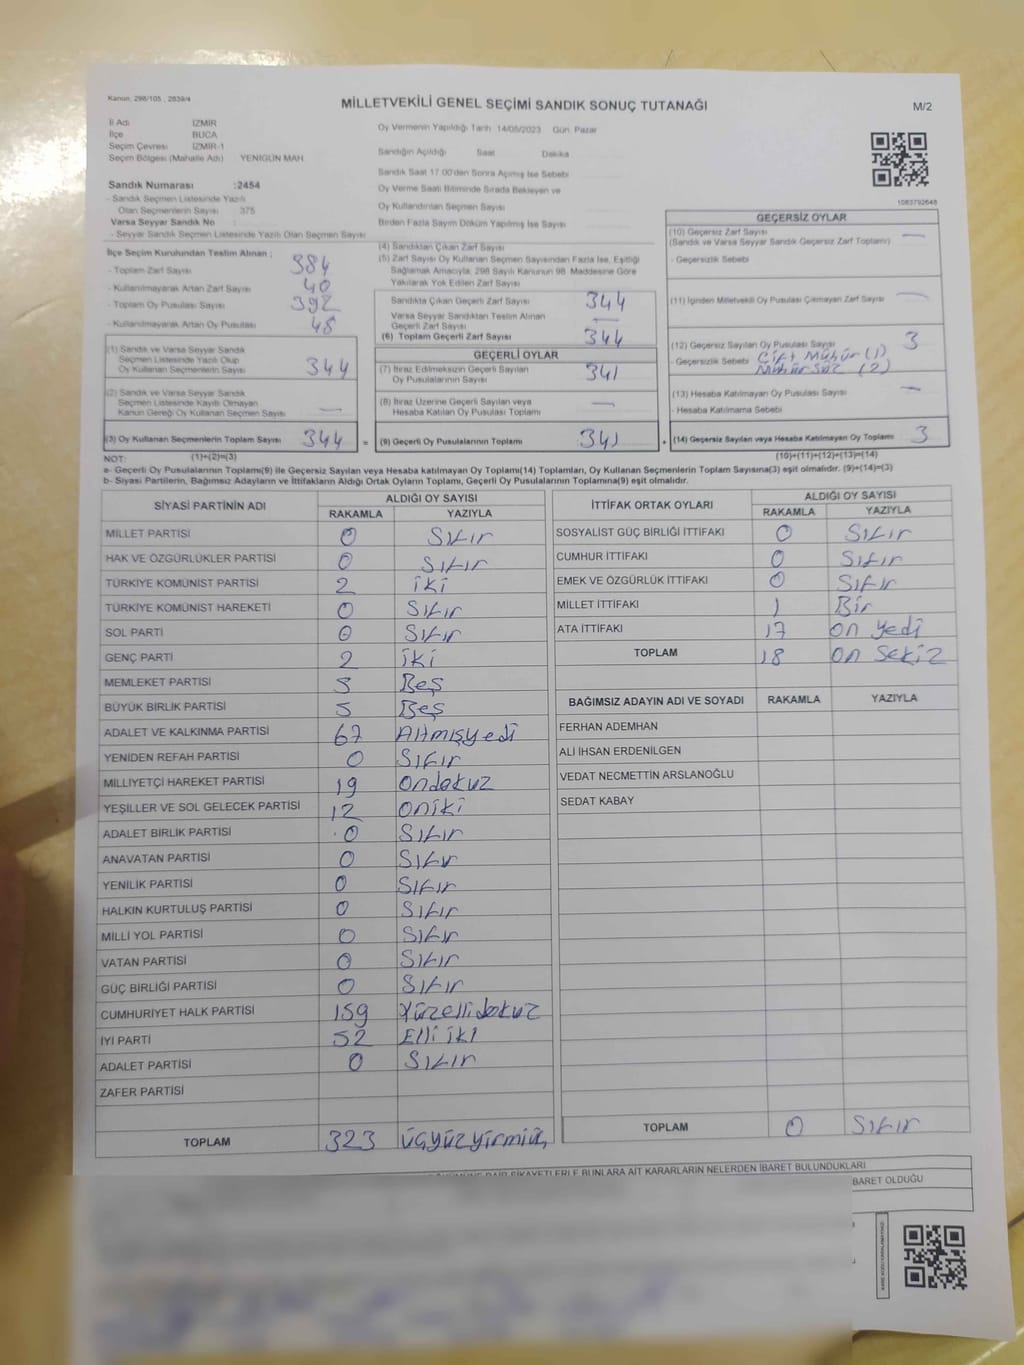 Kanun, 298/105 , 2839/4
MİLLETVEKİLİ GENEL SEÇİMİ SANDIK SONUÇ TUTANAĞI
M/2
İl Adı İZMİR
İlçe BUCA
Seçim Çevresi İZMİR-1
Seçim Bölgesi (Mahalle Adı) YENİGÜN MAH.
Sandık Numarası :2454
- Sandık Seçmen Listesinde Yazılı
Olan Seçmenlerin Sayısı 375
Varsa Seyyar Sandık No
- Seyyar Sandık Seçmen Listesinde Yazılı Olan Seçmen Sayısı
Oy Vermenin Yapıldığı Tarih 14/05/2023 Gün Pazar
Sandığın Açıldığı Saat Dakika
Sandık Saat 17.00'den Sonra Açılmış İse Sebebi
Oy Verme Saati Bitiminde Sırada Bekleyen ve
Oy Kullandırılan Seçmen Sayısı
Birden Fazla Sayım Döküm Yapılmış İse Sayısı
1083792648
İlçe Seçim Kurulundan Teslim Alınan ;
- Toplam Zarf Sayısı 384
- Kullanılmayarak Artan Zarf Sayısı 40
- Toplam Oy Pusulası Sayısı 392
- Kullanılmayarak Artan Oy Pusulası 48
(1) Sandık ve Varsa Seyyar Sandık
Seçmen Listesinde Yazılı Olup
Oy Kullanan Seçmenlerin Sayısı 344
(2) Sandık ve Varsa Seyyar Sandık
Seçmen Listesinde Kayıtlı Olmayan
Kanun Gereği Oy Kullanan Seçmen Sayısı —
(3) Oy Kullanan Seçmenlerin Toplam Sayısı 344 =
(4) Sandıktan Çıkan Zarf Sayısı
(5) Zarf Sayısı Oy Kullanan Seçmen Sayısından Fazla İse, Eşitliği
Sağlamak Amacıyla, 298 Sayılı Kanunun 98. Maddesine Göre
Yakılarak Yok Edilen Zarf Sayısı
Sandıkta Çıkan Geçerli Zarf Sayısı 344
Varsa Seyyar Sandıktan Teslim Alınan
Geçerli Zarf Sayısı —
(6) Toplam Geçerli Zarf Sayısı 344
GEÇERLİ OYLAR
(7) İtiraz Edilmeksizin Geçerli Sayılan
Oy Pusulalarının Sayısı 341
(8) İtiraz Üzerine Geçerli Sayılan veya
Hesaba Katılan Oy Pusulası Toplamı —
(9) Geçerli Oy Pusulalarının Toplamı 341 +
GEÇERSİZ OYLAR
(10) Geçersiz Zarf Sayısı —
(Sandık ve Varsa Seyyar Sandık Geçersiz Zarf Toplamı)
- Geçersizlik Sebebi
(11) İçinden Milletvekili Oy Pusulası Çıkmayan Zarf Sayısı —
(12) Geçersiz Sayılan Oy Pusulası Sayısı 3
- Geçersizlik Sebebi Çift Mühür (1)
Mühürsüz (2)
(13) Hesaba Katılmayan Oy Pusulası Sayısı —
- Hesaba Katılmama Sebebi
(14) Geçersiz Sayılan veya Hesaba Katılmayan Oy Toplamı 3
NOT: (1)+(2)=(3) (10)+(11)+(12)+(13)=(14)
a- Geçerli Oy Pusulalarının Toplamı(9) ile Geçersiz Sayılan veya Hesaba katılmayan Oy Toplamı(14) Toplamları, Oy Kullanan Seçmenlerin Toplam Sayısına(3) eşit olmalıdır. (9)+(14)=(3)
b- Siyasi Partilerin, Bağımsız Adayların ve İttifakların Aldığı Ortak Oyların Toplamı, Geçerli Oy Pusulalarının Toplamına(9) eşit olmalıdır.
SİYASİ PARTİNİN ADI ALDIĞI OY SAYISI
RAKAMLA YAZIYLA
MİLLET PARTİSİ 0 Sıfır
HAK VE ÖZGÜRLÜKLER PARTİSİ 0 Sıfır
TÜRKİYE KOMÜNİST PARTİSİ 2 iki
TÜRKİYE KOMÜNİST HAREKETİ 0 Sıfır
SOL PARTİ 0 Sıfır
GENÇ PARTİ 2 iki
MEMLEKET PARTİSİ 5 Beş
BÜYÜK BİRLİK PARTİSİ 5 Beş
ADALET VE KALKINMA PARTİSİ 67 Altmışyedi
YENİDEN REFAH PARTİSİ 0 Sıfır
MİLLİYETÇİ HAREKET PARTİSİ 19 Ondokuz
YEŞİLLER VE SOL GELECEK PARTİSİ 12 Oniki
ADALET BİRLİK PARTİSİ 0 Sıfır
ANAVATAN PARTİSİ 0 Sıfır
YENİLİK PARTİSİ 0 Sıfır
HALKIN KURTULUŞ PARTİSİ 0 Sıfır
MİLLİ YOL PARTİSİ 0 Sıfır
VATAN PARTİSİ 0 Sıfır
GÜÇ BİRLİĞİ PARTİSİ 0 Sıfır
CUMHURİYET HALK PARTİSİ 159 Yüzellidokuz
İYİ PARTİ 52 Elli iki
ADALET PARTİSİ 0 Sıfır
ZAFER PARTİSİ
TOPLAM 323 üçyüzyirmiüç
İTTİFAK ORTAK OYLARI ALDIĞI OY SAYISI
RAKAMLA YAZIYLA
SOSYALİST GÜÇ BİRLİĞİ İTTİFAKI 0 Sıfır
CUMHUR İTTİFAKI 0 Sıfır
EMEK VE ÖZGÜRLÜK İTTİFAKI 0 Sıfır
MİLLET İTTİFAKI 1 Bir
ATA İTTİFAKI 17 on yedi
TOPLAM 18 on sekiz
BAĞIMSIZ ADAYIN ADI VE SOYADI RAKAMLA YAZIYLA
FERHAN ADEMHAN
ALİ İHSAN ERDENİLGEN
VEDAT NECMETTİN ARSLANOĞLU
SEDAT KABAY
TOPLAM 0 Sıfır
DAİR ŞİKAYETLERLE BUNLARA AİT KARARLARIN NELERDEN İBARET BULUNDUKLARI
BARET OLDUĞU